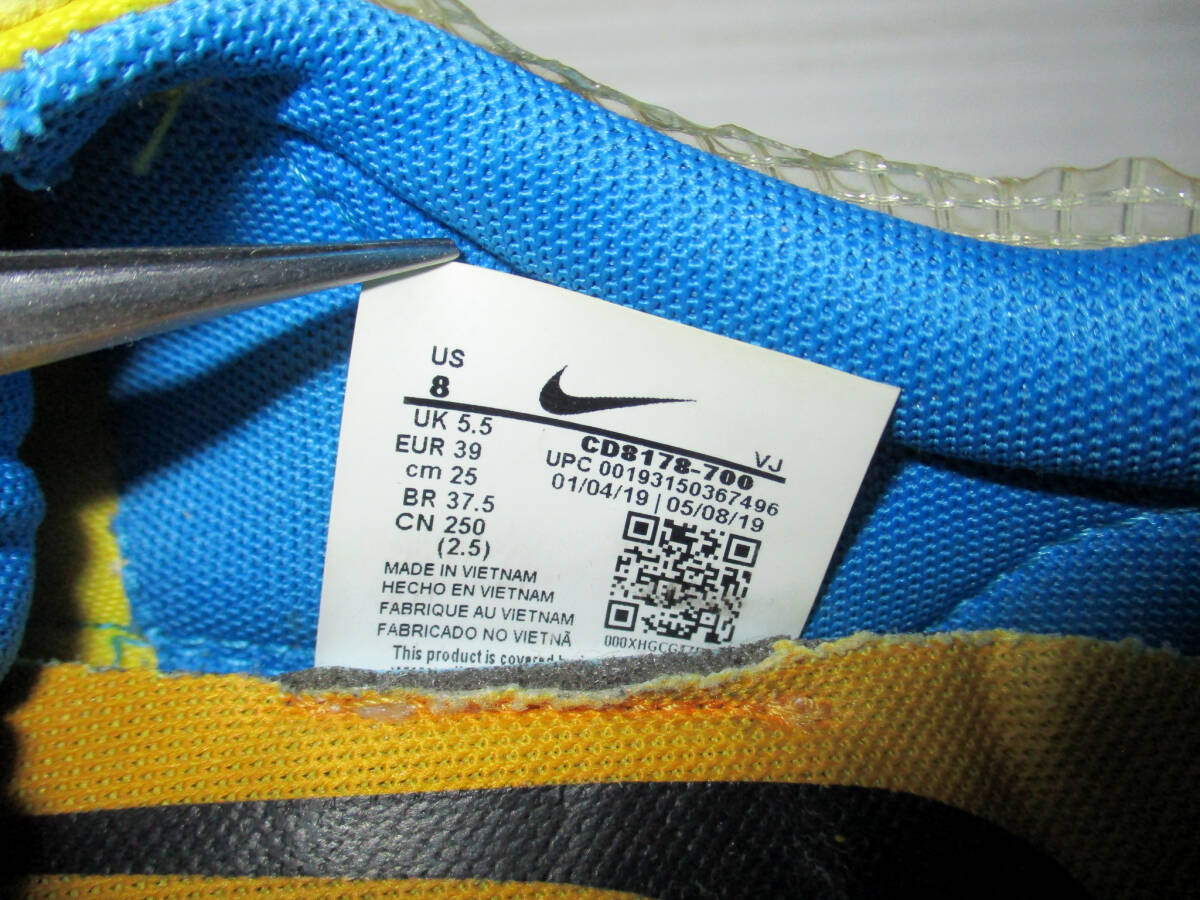 US
8
UK 5.5
EUR 39
cm 25
BR 37.5
CN 250
(2.5)
MADE IN VIETNAM
HECHO EN VIETNAM
FABRIQUE AU VIETNAM
FABRICADO NO VIETNÃ
This product is covered
CD8178-700
VJ
UPC 00193150367496
01/04/19 | 05/08/19